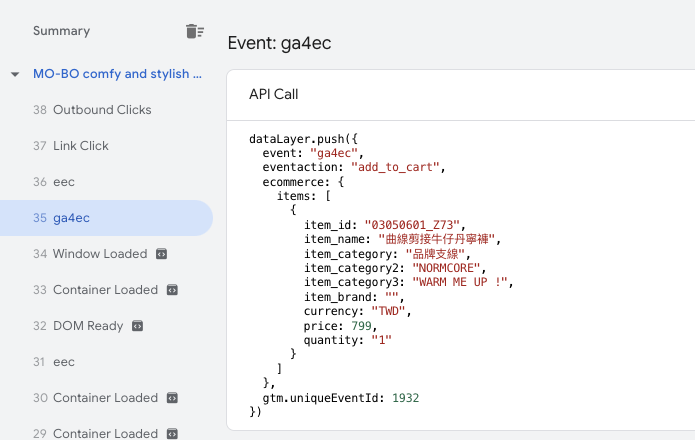 Summary
MO-BO comfy and stylish ...
38 Outbound Clicks
37 Link Click
36 eec
35 ga4ec
34 Window Loaded
33 Container Loaded
32 DOM Ready
31 eec
30 Container Loaded
29 Container Loaded
Event: ga4ec
API Call
dataLayer.push({
  event: "ga4ec",
  eventaction: "add_to_cart",
  ecommerce: {
    items: [
      {
        item_id: "03050601_Z73",
        item_name: "曲線剪接牛仔丹寧褲",
        item_category: "品牌支線",
        item_category2: "NORMCORE",
        item_category3: "WARM ME UP !",
        item_brand: "",
        currency: "TWD",
        price: 799,
        quantity: "1"
      }
    ]
  },
  gtm.uniqueEventId: 1932
})